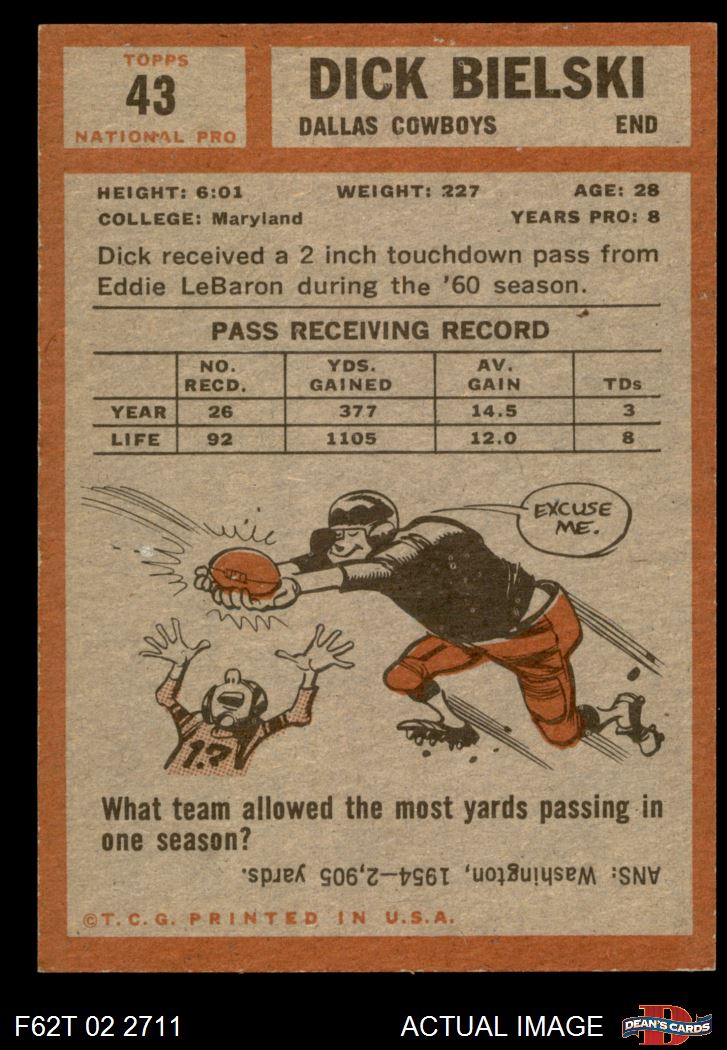 TOPPS
43
NATIONAL PRO
DICK BIELSKI
DALLAS COWBOYS END
HEIGHT: 6:01 WEIGHT: 227 AGE: 28
COLLEGE: Maryland YEARS PRO: 8
Dick received a 2 inch touchdown pass from
Eddie LeBaron during the '60 season.
PASS RECEIVING RECORD
NO. RECD. YDS. GAINED AV. GAIN TDs
YEAR 26 377 14.5 3
LIFE 92 1105 12.0 8
EXCUSE
ME.
1?
What team allowed the most yards passing in
one season?
ANS: Washington, 1954—2,905 yards.
©T.C.G. PRINTED IN U.S.A.
F62T 02 2711 ACTUAL IMAGE
D
DEAN'S CARDS